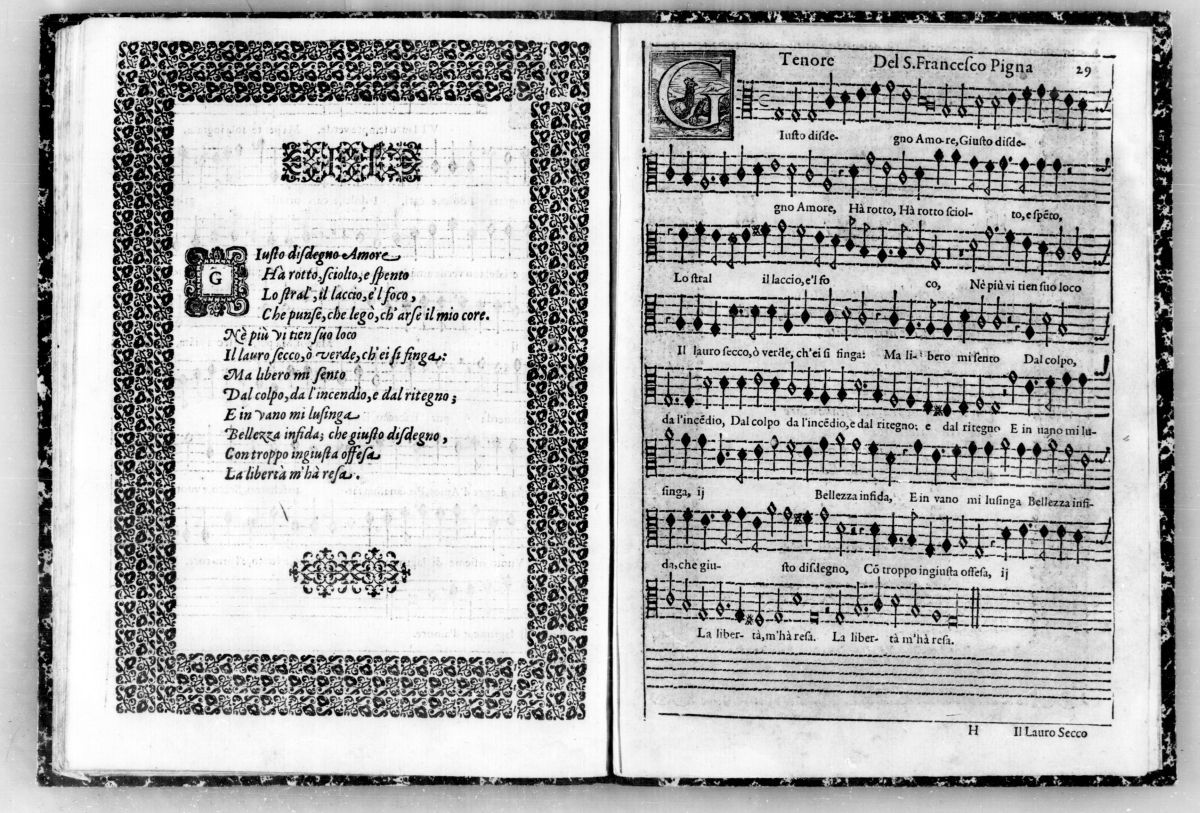 GIusto disdegno Amore
Hà rotto, sciolto, e spento
Lo stral', il laccio, e'l foco,
Che punse, che legò, ch'arse il mio core.
Nè più vi tien suo loco
Il lauro secco, ò verde, ch'ei si finga:
Ma libero mi sento
Dal colpo, da l'incendio, e dal ritegno;
E in vano mi lusinga
Bellezza infida; che giusto disdegno,
Con troppo ingiusta offesa
La libertà m'hà resa.
Tenore Del S. Francesco Pigna 29
GIusto disde- gno Amo-re, Giusto disde-
gno Amore, Hà rotto, Hà rotto sciol- to, e spēto,
Lo stral il laccio, e'l fo co, Nè più vi tien suo loco
Il lauro secco, ò verde, ch'ei si finga: Ma li- bero mi sento Dal colpo,
da l'incēdio, Dal colpo da l'incēdio, e dal ritegno: e dal ritegno E in uano mi lu-
singa, ij Bellezza infida, E in vano mi lusinga Bellezza infi-
da, che giu- sto disdegno, Cō troppo ingiusta offesa, ij
La liber- tà, m'hà resa. La liber- tà m'hà resa.
H Il Lauro Secco